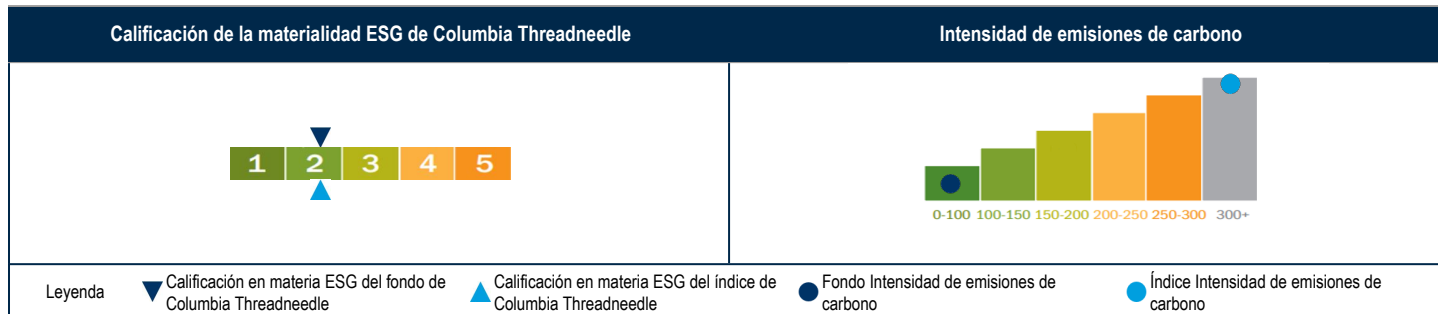 Calificación de la materialidad ESG de Columbia Threadneedle
Intensidad de emisiones de carbono
1 2 3 4 5
0-100 100-150 150-200 200-250 250-300 300+
Leyenda
Calificación en materia ESG del fondo de
Columbia Threadneedle
Calificación en materia ESG del índice de
Columbia Threadneedle
Fondo Intensidad de emisiones de
carbono
Índice Intensidad de emisiones de
carbono